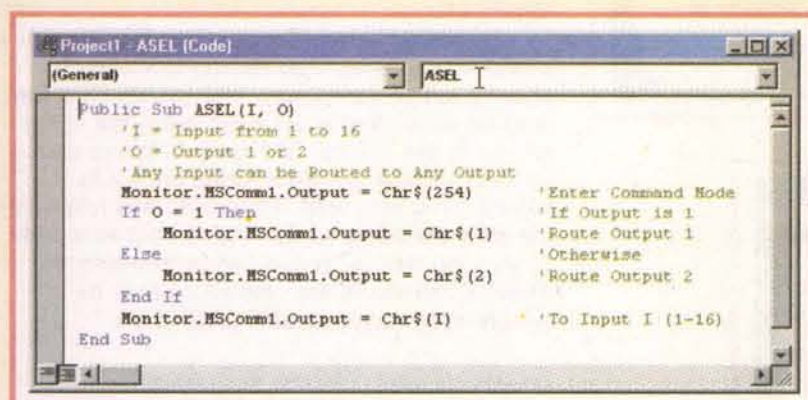 Project1 - ASEL (Code)
(General) ASEL
Public Sub ASEL(I, O)
'I = Input from 1 to 16
'O = Output 1 or 2
'Any Input can be Routed to Any Output
Monitor.MSComm1.Output = Chr$(254) 'Enter Command Mode
If O = 1 Then 'If Output is 1
Monitor.MSComm1.Output = Chr$(1) 'Route Output 1
Else 'Otherwise
Monitor.MSComm1.Output = Chr$(2) 'Route Output 2
End If
Monitor.MSComm1.Output = Chr$(I) 'To Input I (1-16)
End Sub